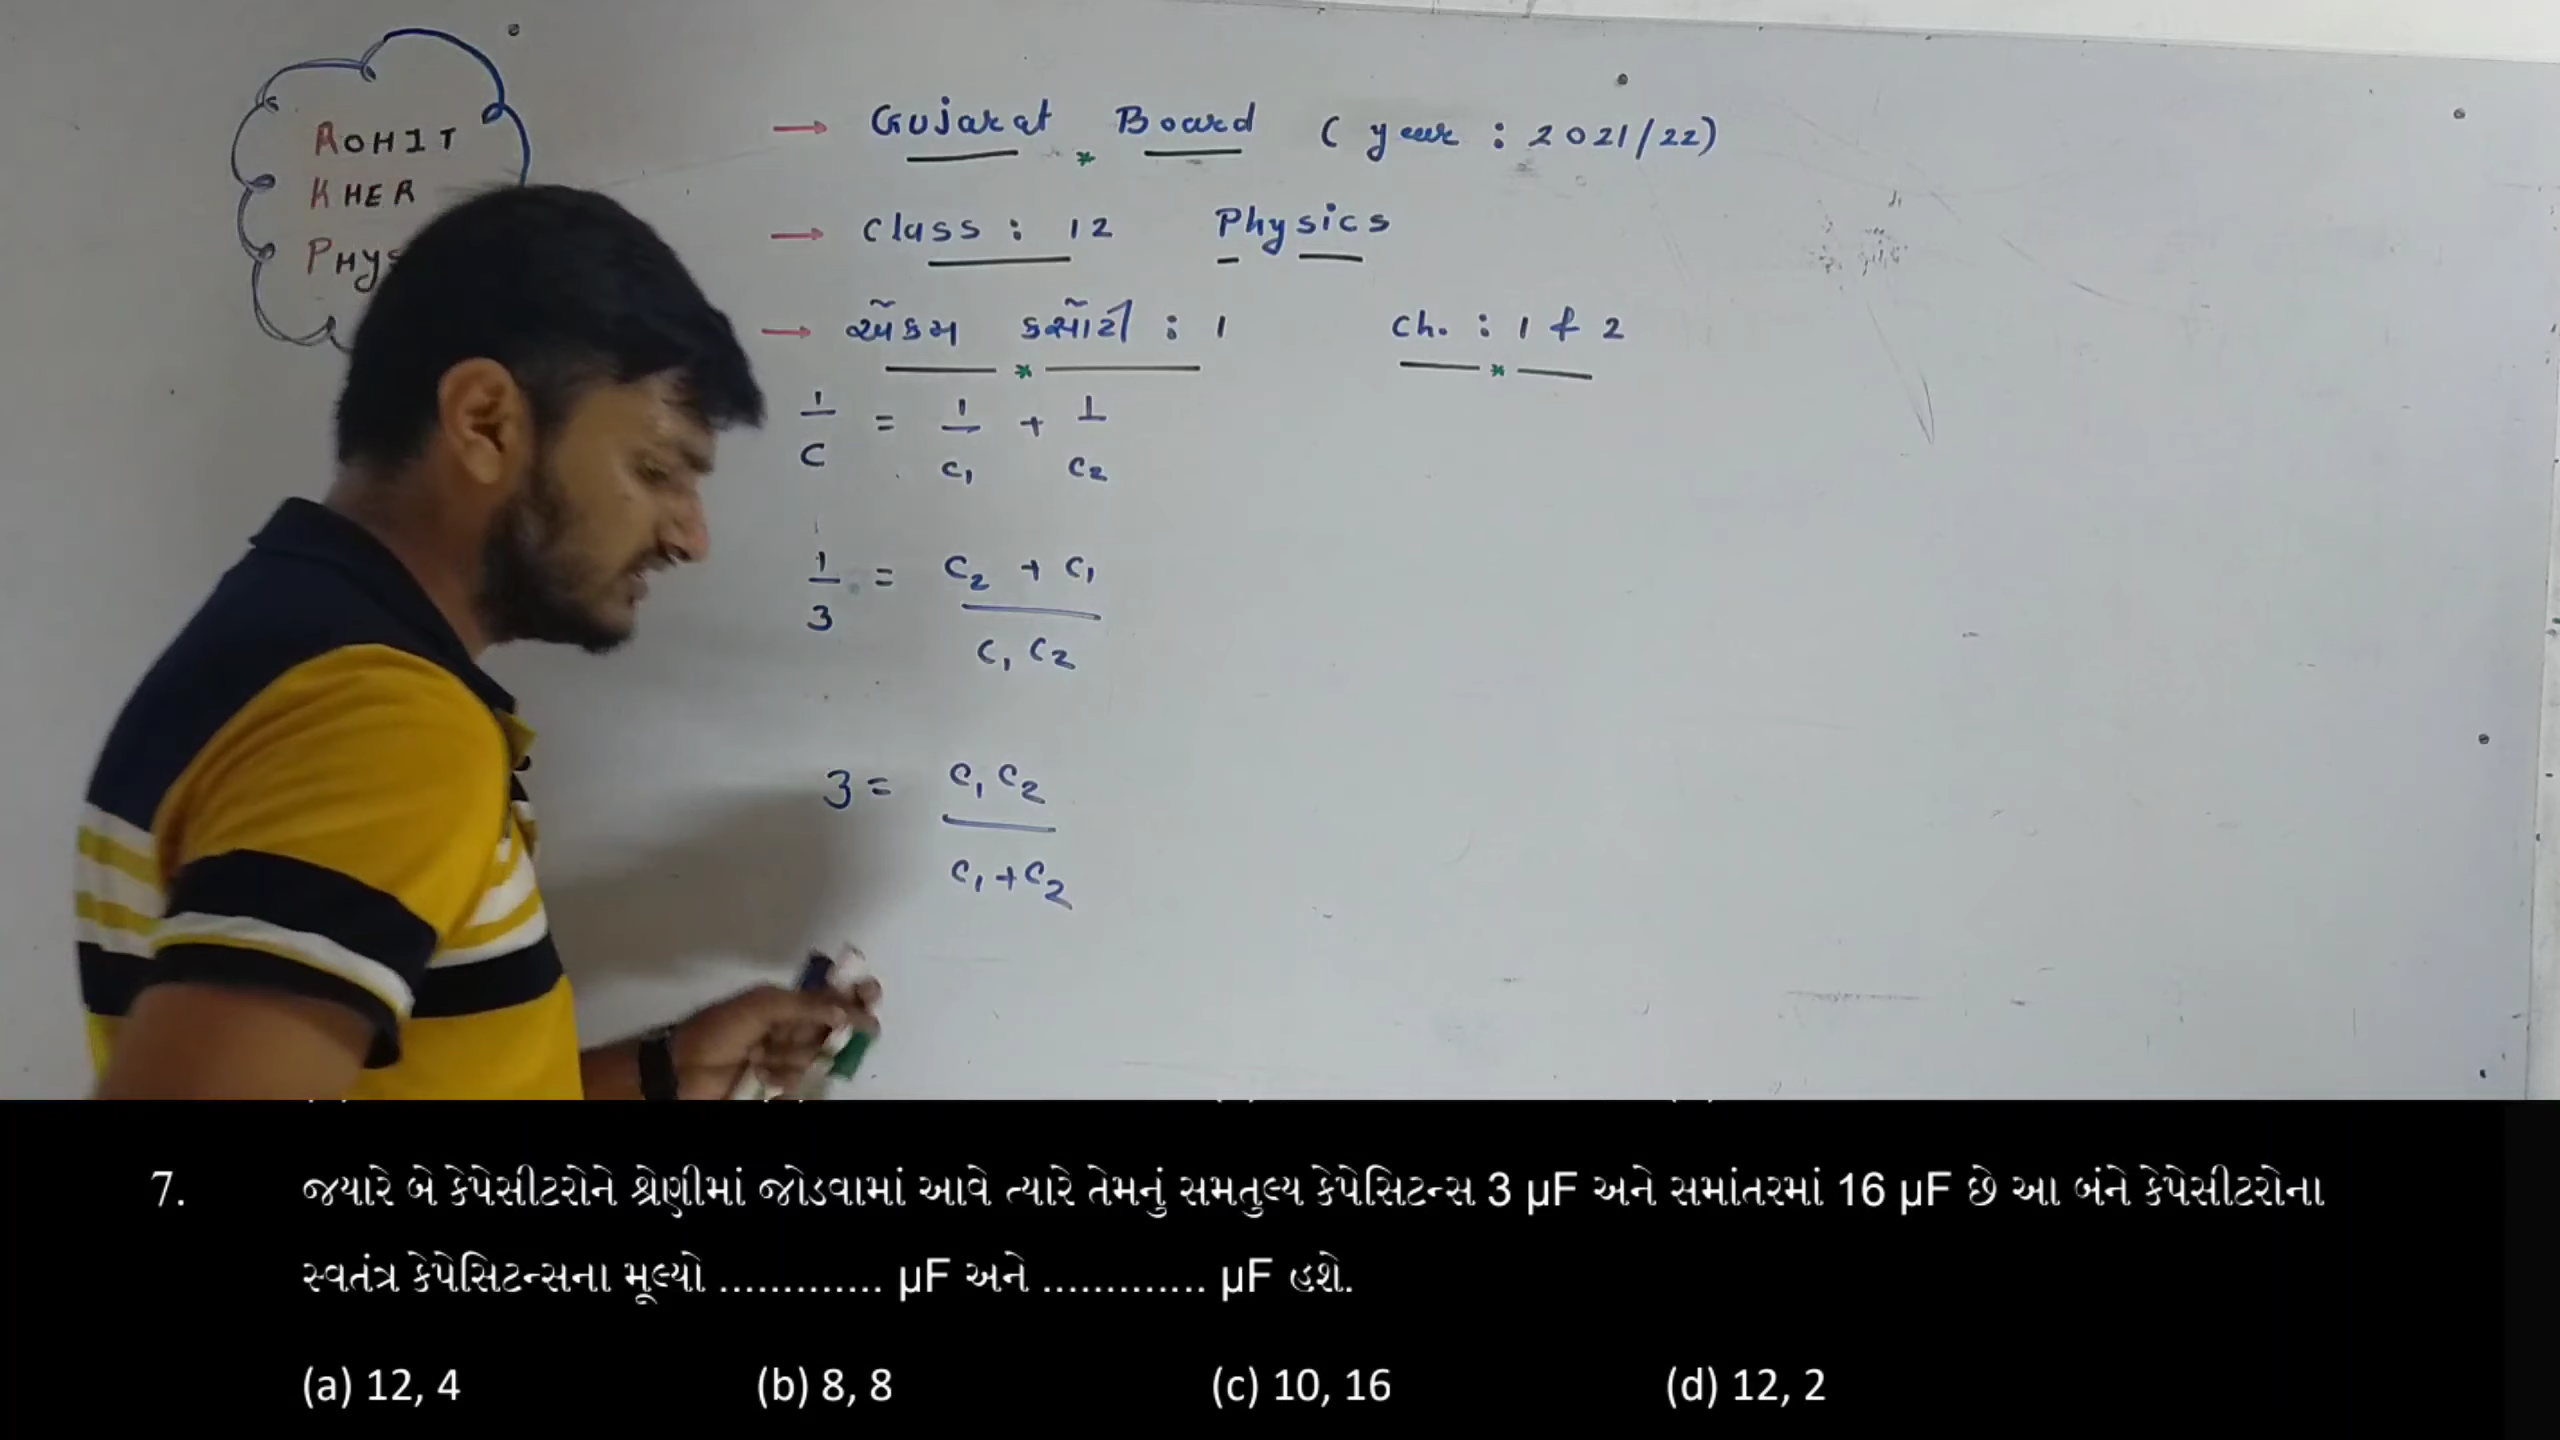 ROHIT
KHER
→ Gujarat Board ( year : 2021/22)
→ Class : 12 Physics
→ એકમ કસોટી : 1 Ch. : 1 & 2
1/C = 1/C₁ + 1/C₂
1/3 = C₂ + C₁ / C₁ C₂
3 = C₁ C₂ / C₁ + C₂
7. જયારે બે કેપેસીટરોને શ્રેણીમાં જોડવામાં આવે ત્યારે તેમનું સમતુલ્ય કેપેસિટન્સ 3 µF અને સમાંતરમાં 16 µF છે આ બંને કેપેસીટરોના
સ્વતંત્ર કેપેસિટન્સના મૂલ્યો ............. µF અને ............. µF હશે.
(a) 12, 4 (b) 8, 8 (c) 10, 16 (d) 12, 2